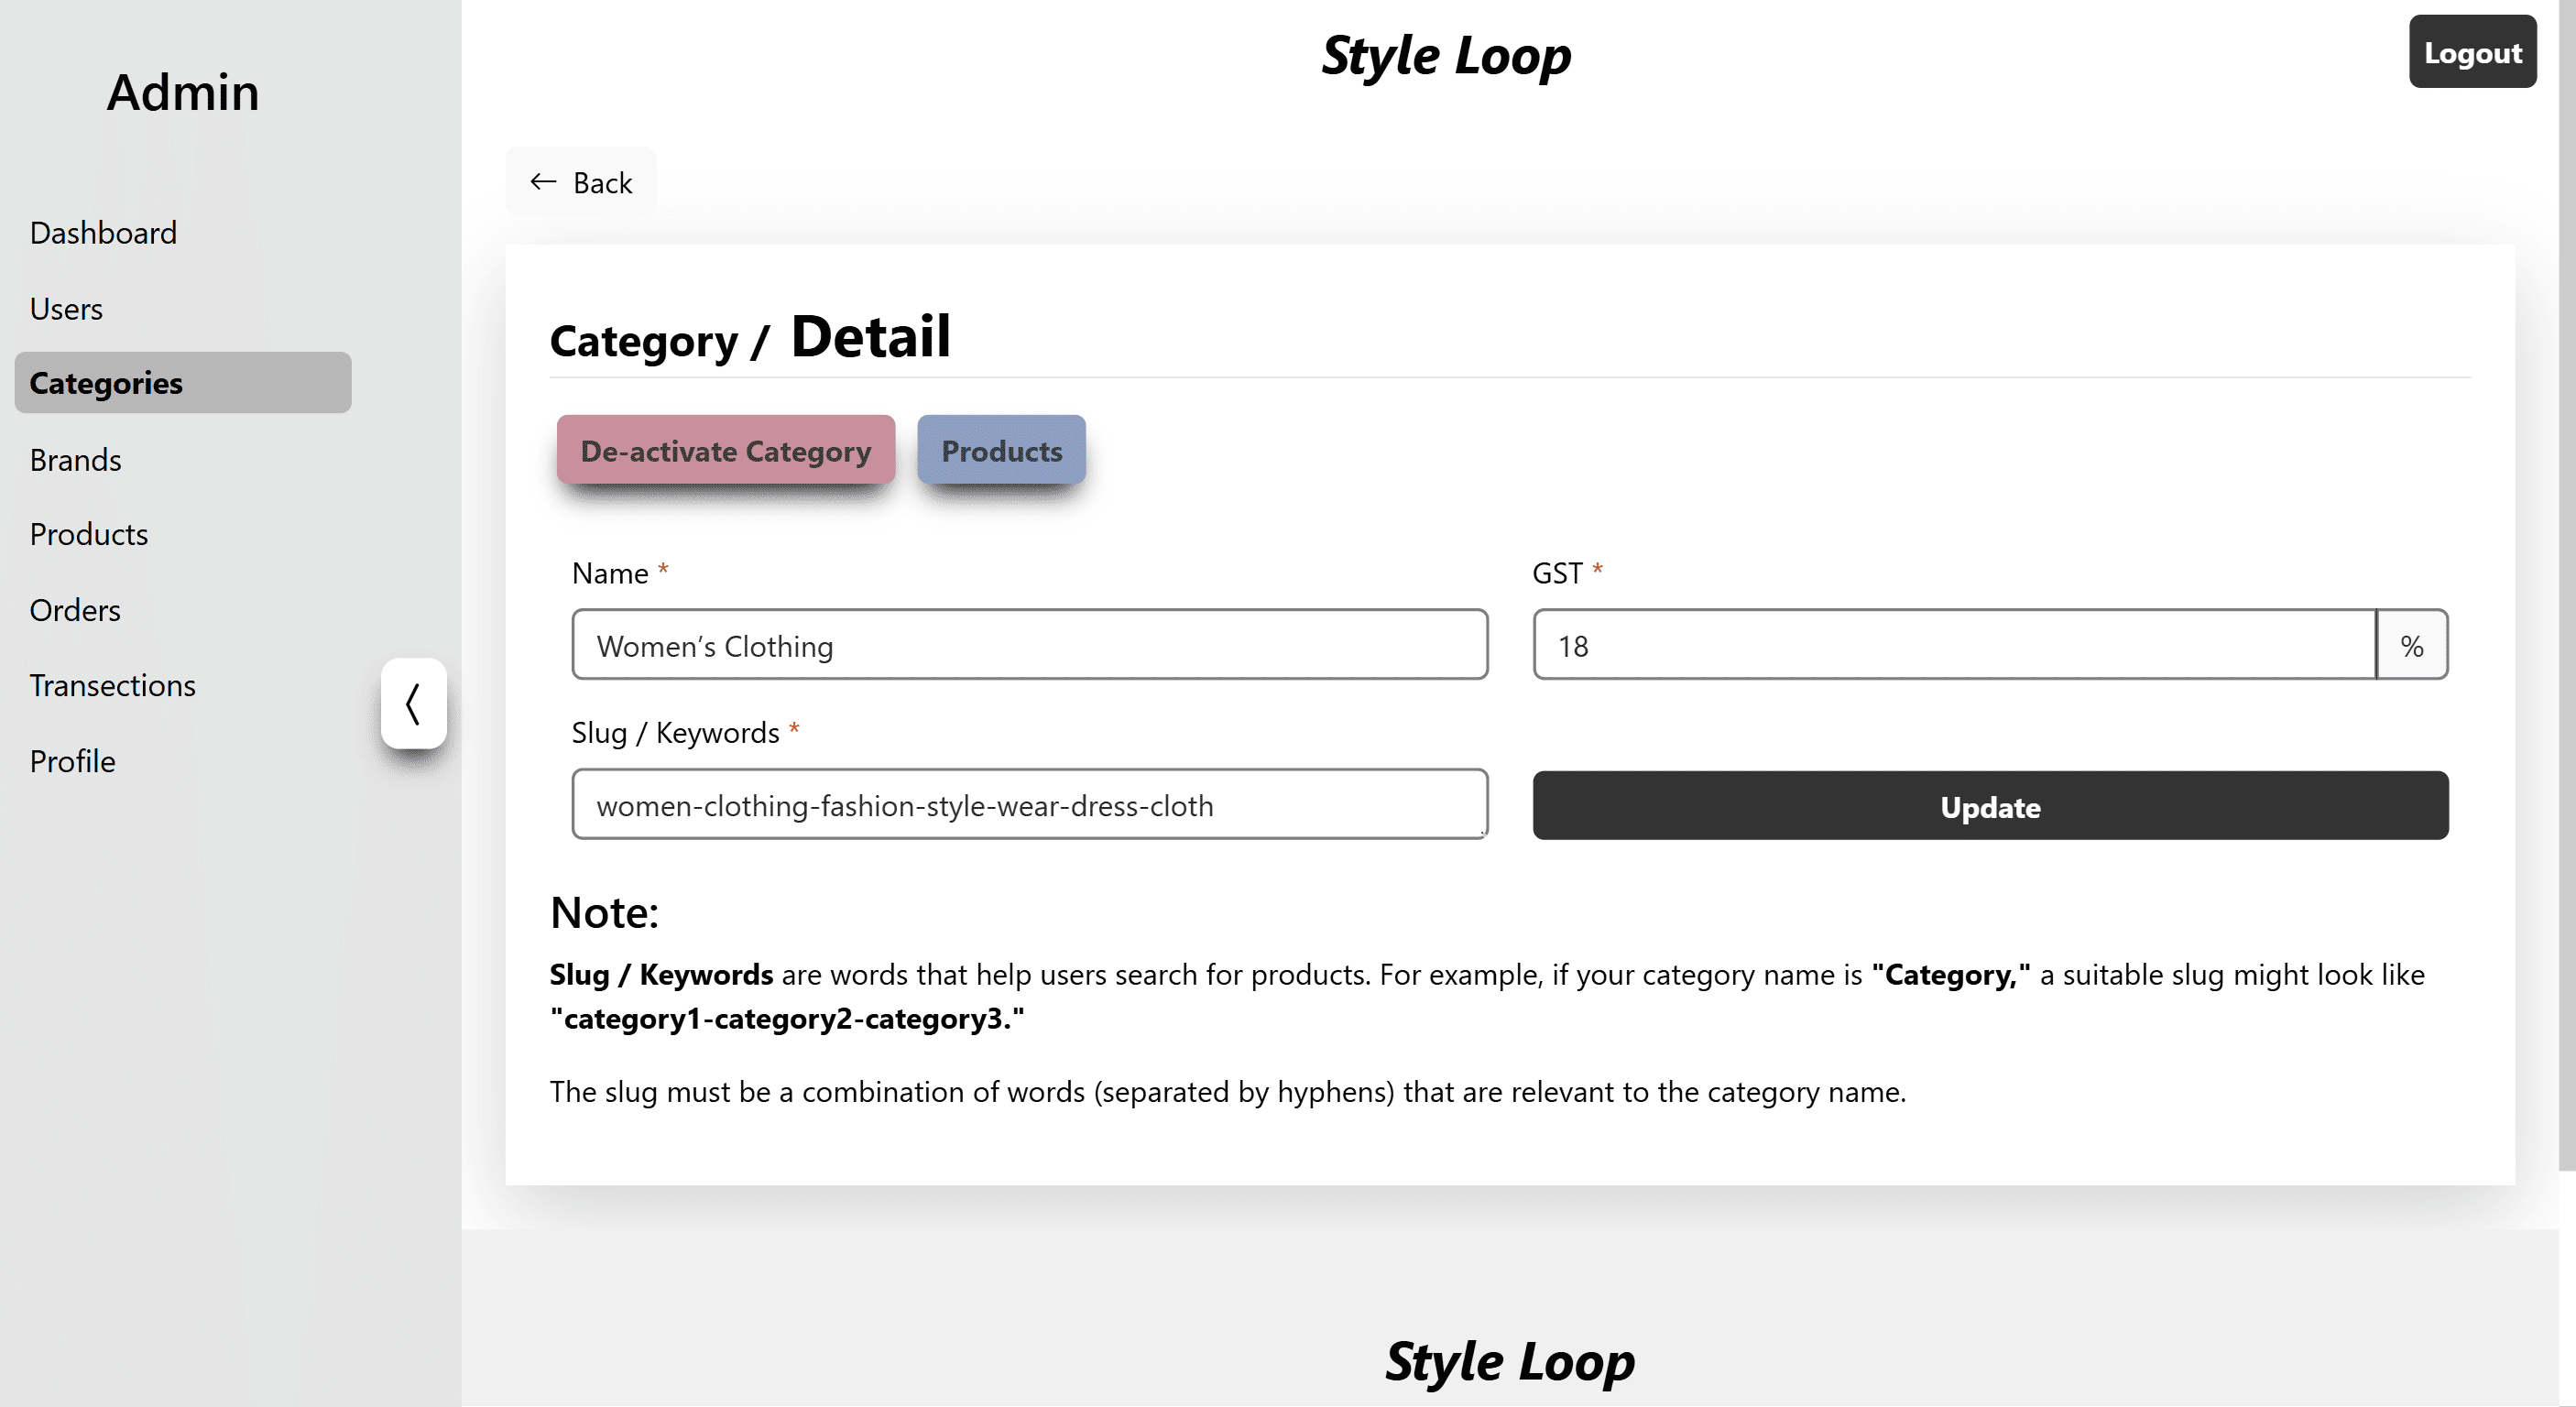 Admin
Dashboard
Users
Categories
Brands
Products
Orders
Transections
Profile
Style Loop
Logout
← Back
Category / Detail
De-activate Category
Products
Name *
Women’s Clothing
GST *
18
%
Slug / Keywords *
women-clothing-fashion-style-wear-dress-cloth
Update
Note:
Slug / Keywords are words that help users search for products. For example, if your category name is "Category," a suitable slug might look like
"category1-category2-category3."
The slug must be a combination of words (separated by hyphens) that are relevant to the category name.
Style Loop